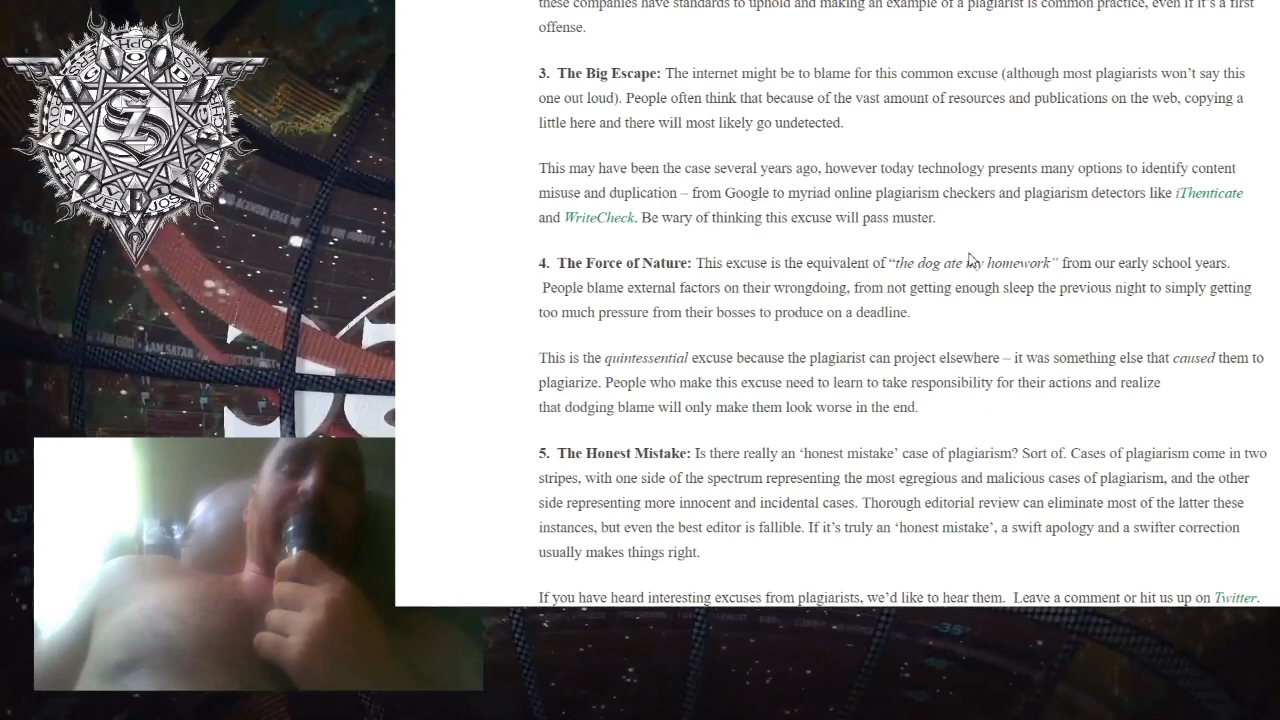 these companies have standards to uphold and making an example of a plagiarist is common practice, even if it's a first
offense.
3. The Big Escape: The internet might be to blame for this common excuse (although most plagiarists won't say this
one out loud). People often think that because of the vast amount of resources and publications on the web, copying a
little here and there will most likely go undetected.
This may have been the case several years ago, however today technology presents many options to identify content
misuse and duplication – from Google to myriad online plagiarism checkers and plagiarism detectors like iThenticate
and WriteCheck. Be wary of thinking this excuse will pass muster.
4. The Force of Nature: This excuse is the equivalent of “the dog ate my homework” from our early school years.
People blame external factors on their wrongdoing, from not getting enough sleep the previous night to simply getting
too much pressure from their bosses to produce on a deadline.
This is the quintessential excuse because the plagiarist can project elsewhere – it was something else that caused them to
plagiarize. People who make this excuse need to learn to take responsibility for their actions and realize
that dodging blame will only make them look worse in the end.
5. The Honest Mistake: Is there really an ‘honest mistake’ case of plagiarism? Sort of. Cases of plagiarism come in two
stripes, with one side of the spectrum representing the most egregious and malicious cases of plagiarism, and the other
side representing more innocent and incidental cases. Thorough editorial review can eliminate most of the latter these
instances, but even the best editor is fallible. If it's truly an ‘honest mistake’, a swift apology and a swifter correction
usually makes things right.
If you have heard interesting excuses from plagiarists, we'd like to hear them. Leave a comment or hit us up on Twitter.
I AM GOD
I AM SATAN
-35